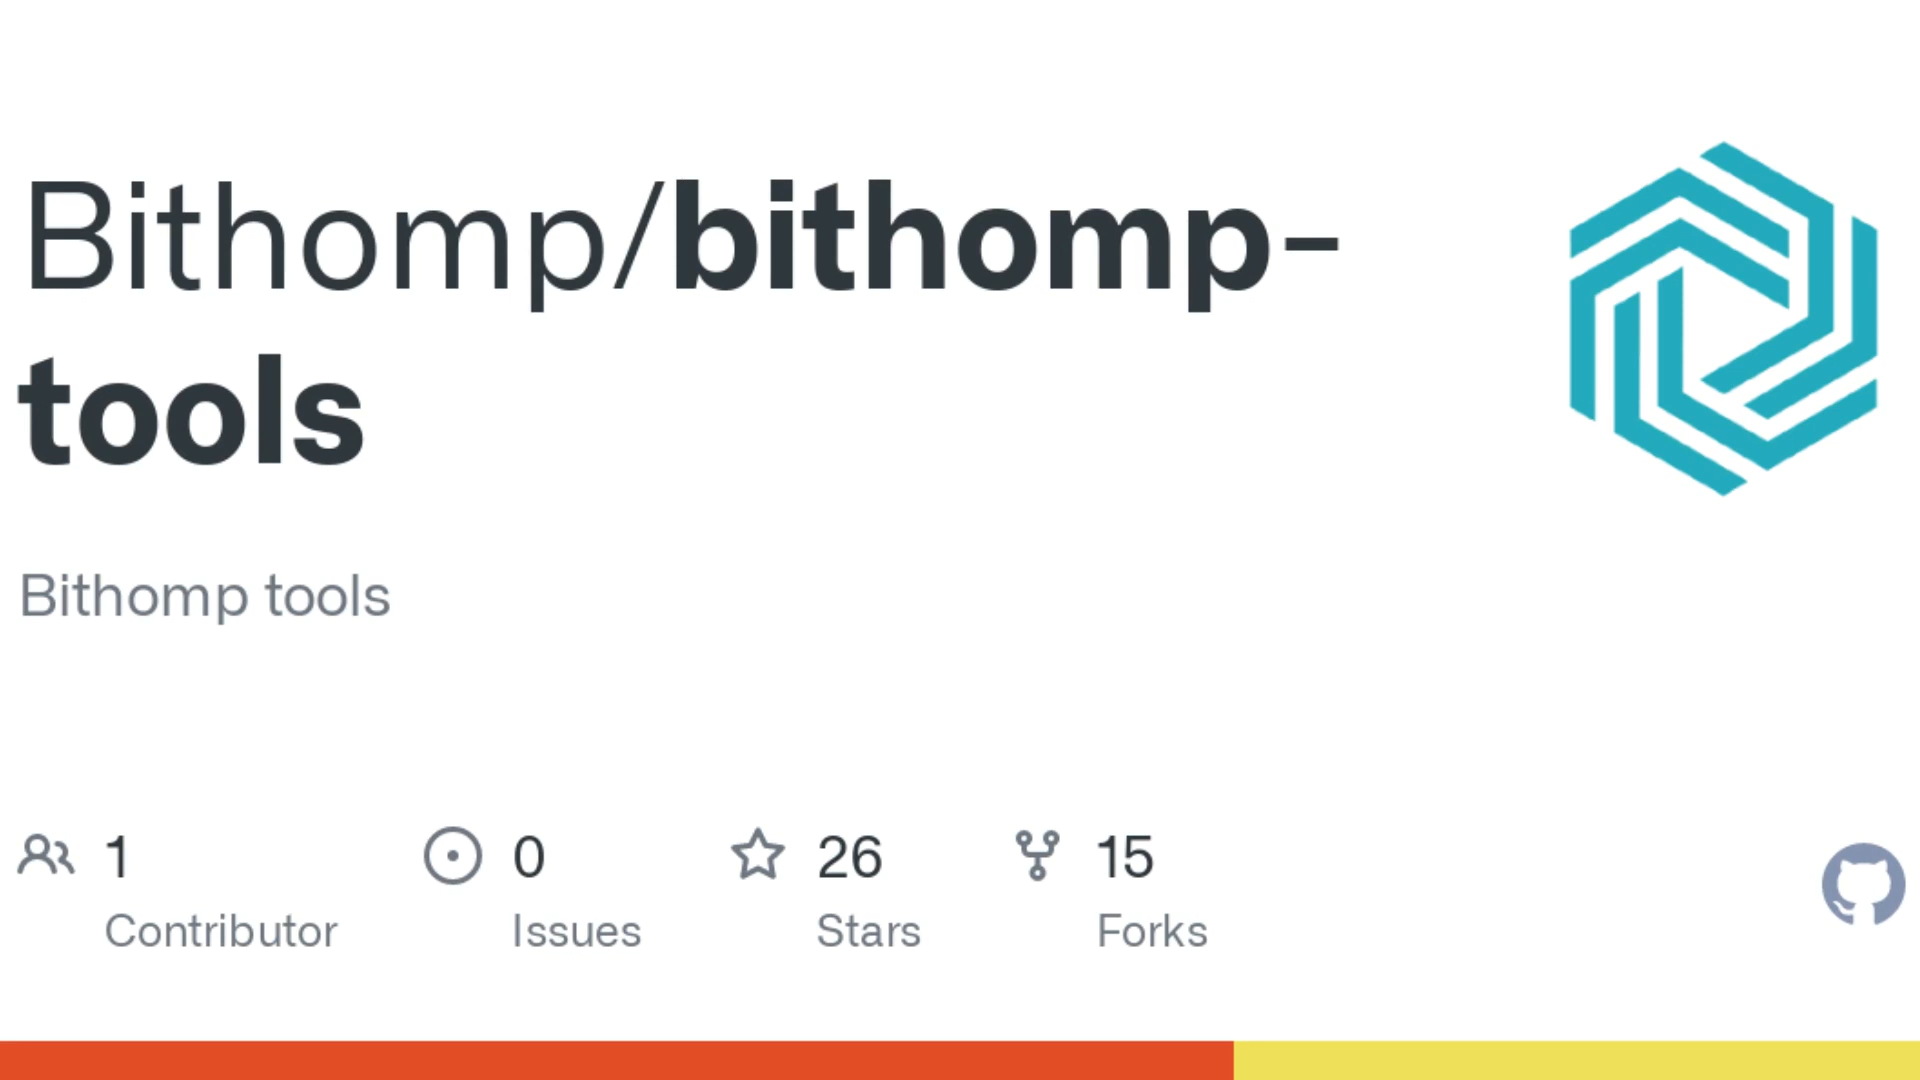 Bithomp/bithomp-
tools
Bithomp tools
1
0
26
15
Contributor
Issues
Stars
Forks